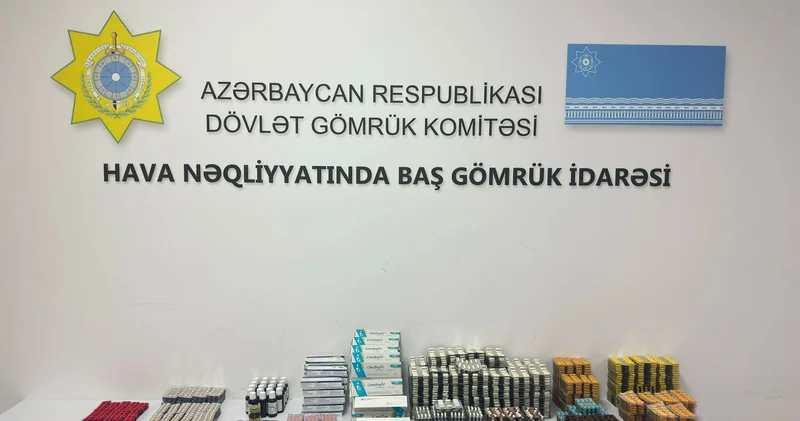 AZƏRBAYCAN RESPUBLİKASI
DÖVLƏT GÖMRÜK KOMİTƏSİ
HAVA NƏQLİYYATINDA BAŞ GÖMRÜK İDARƏSİ